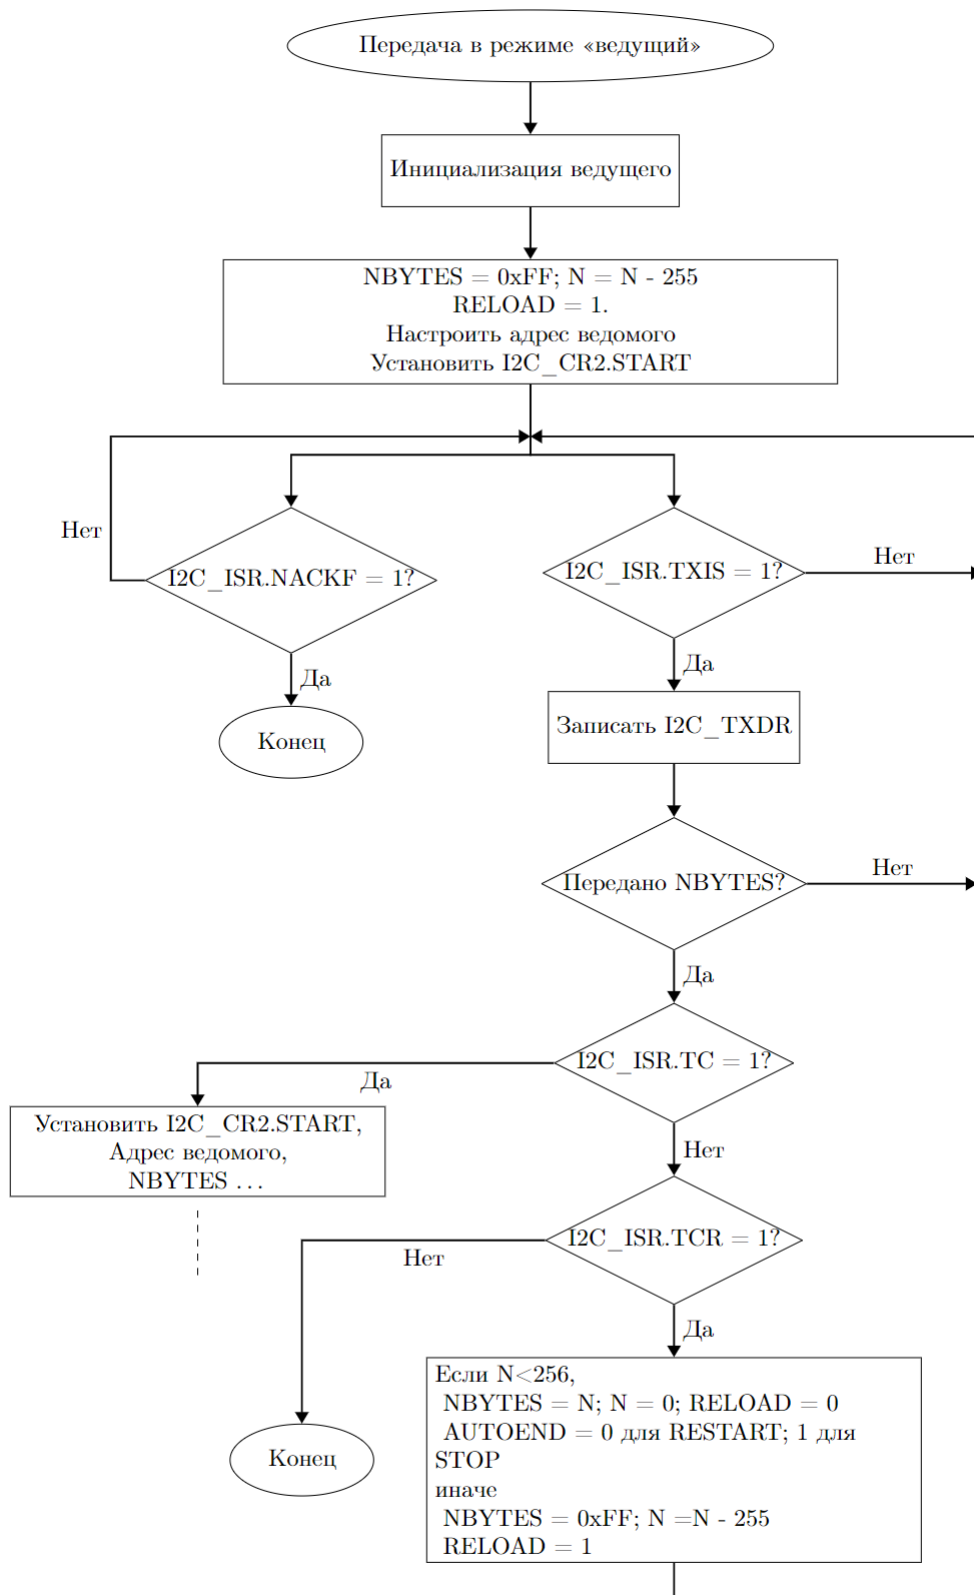 Передача в режиме «ведущий»
Инициализация ведущего
NBYTES = 0xFF; N = N - 255
RELOAD = 1.
Настроить адрес ведомого
Установить I2C_CR2.START
Нет
I2C_ISR.NACKF = 1?
I2C_ISR.TXIS = 1?
Нет
Да
Да
Конец
Записать I2C_TXDR
Передано NBYTES?
Нет
Да
I2C_ISR.TC = 1?
Да
Установить I2C_CR2.START,
Адрес ведомого,
NBYTES ...
Нет
I2C_ISR.TCR = 1?
Нет
Да
Конец
Если N<256,
NBYTES = N; N = 0; RELOAD = 0
AUTOEND = 0 для RESTART; 1 для
STOP
иначе
NBYTES = 0xFF; N =N - 255
RELOAD = 1